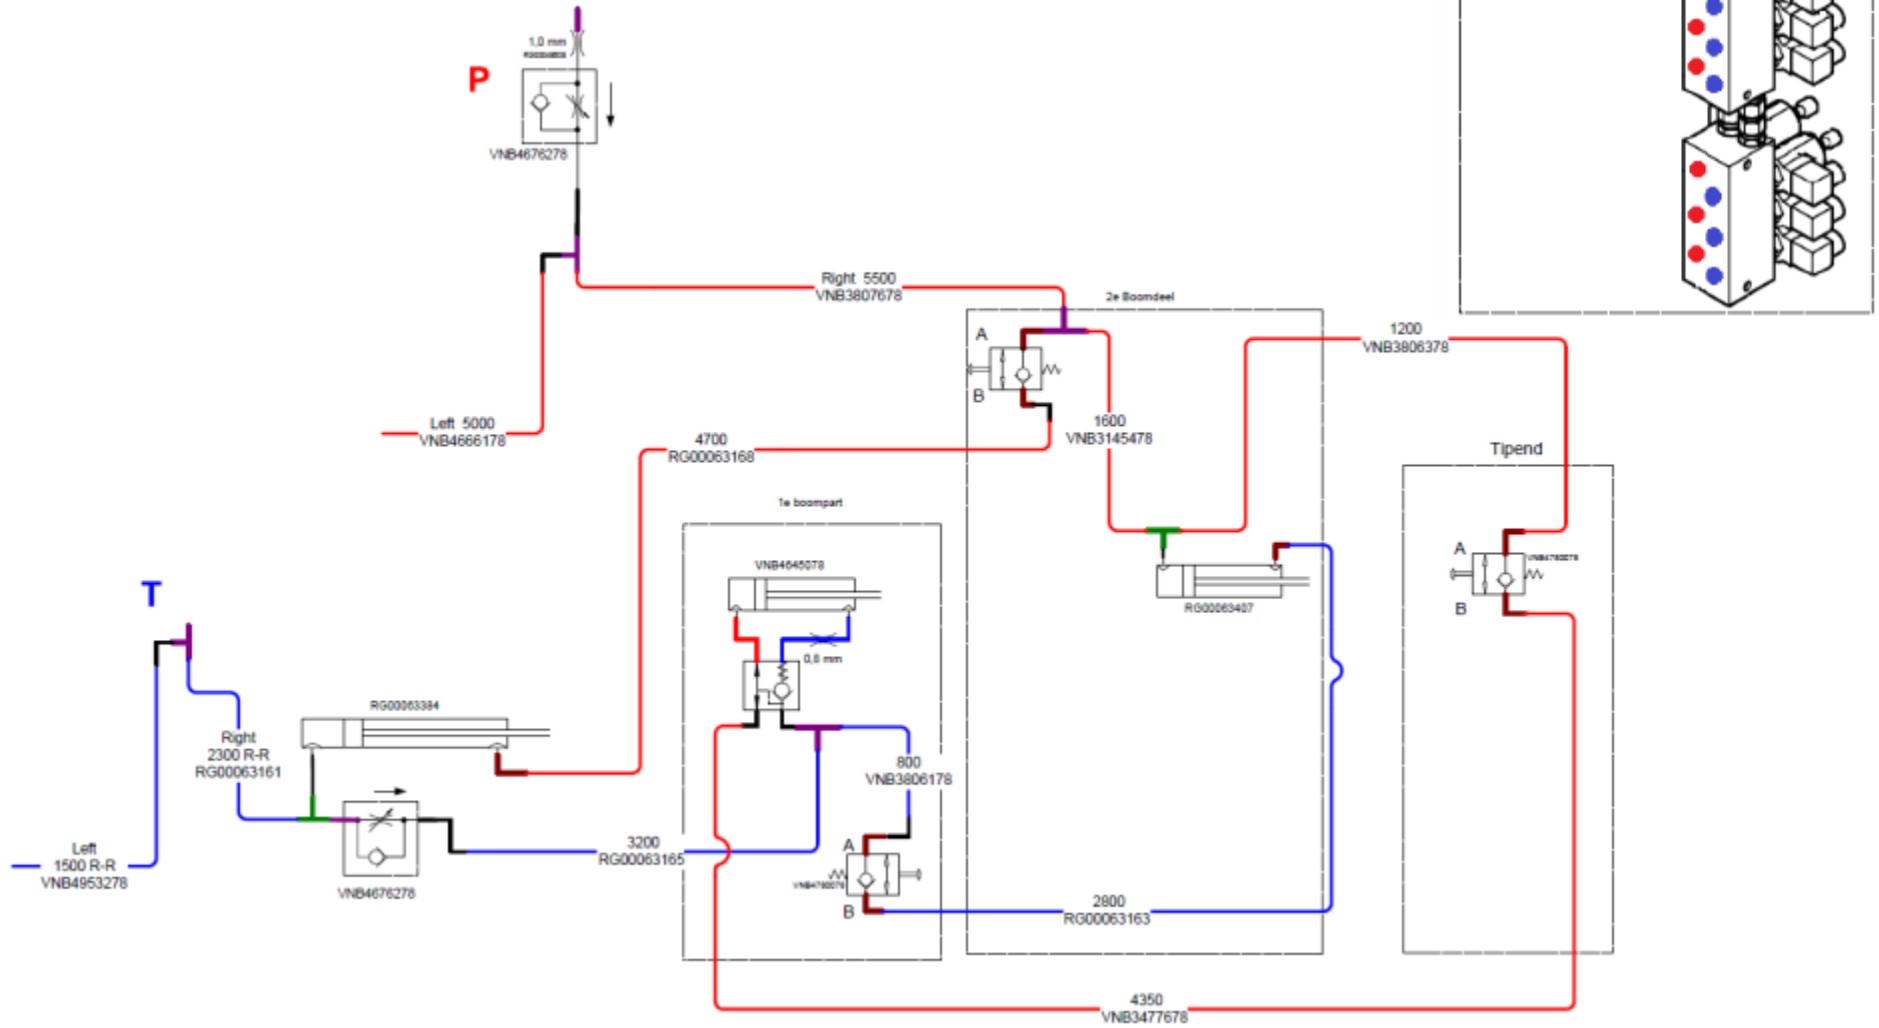 1,0 mm
P
VNB4676278
Right 5500
VNB3807678
2e Boomdeel
A
B
1200
VNB3806378
Left 5000
VNB4666178
4700
RG00063168
1600
VNB3145478
Tipend
1e boompart
A
B
VNB4645078
T
0,8 mm
RG00063407
RG00063384
Right
2300 R-R
RG00063161
800
VNB3806178
3200
RG00063165
A
B
Left
1500 R-R
VNB4953278
VNB4676278
2800
RG00063163
4350
VNB3477678